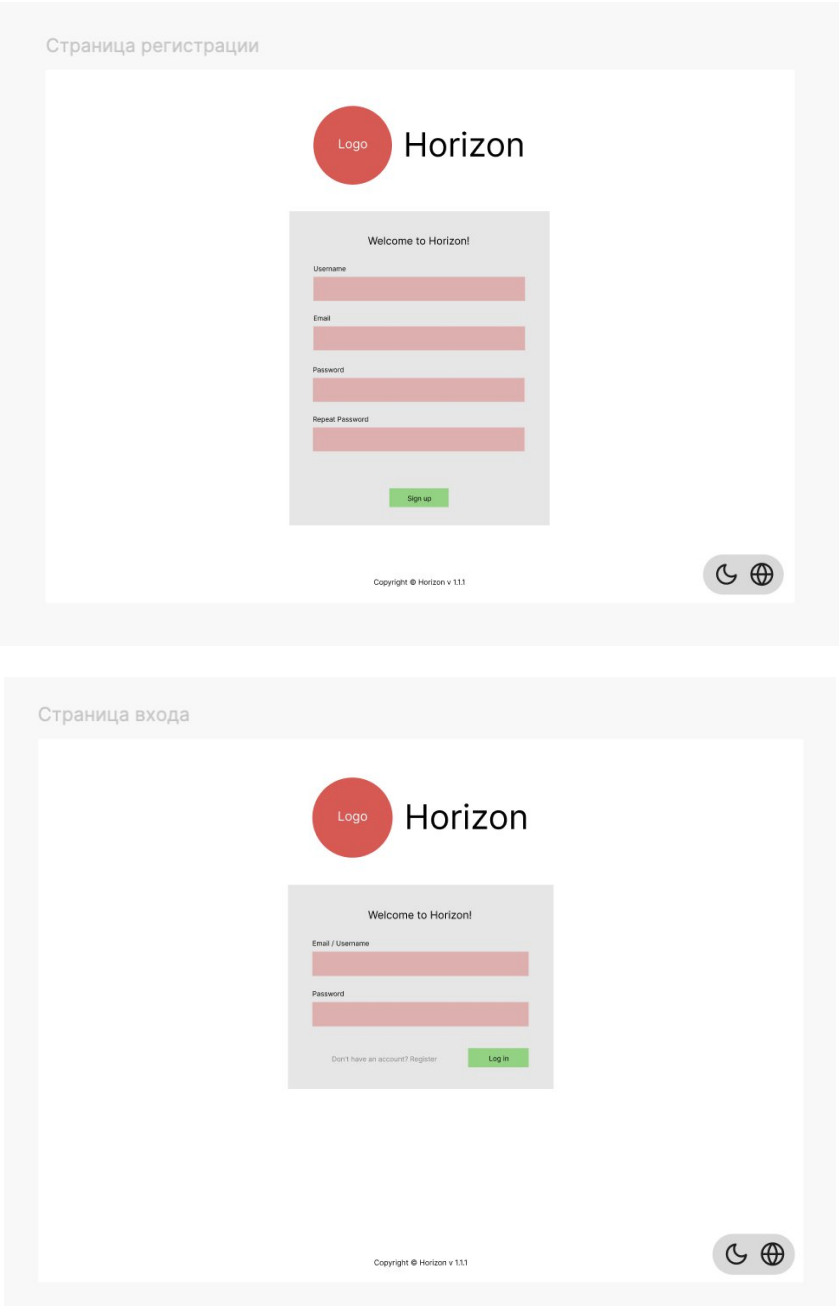 Страница регистрации
Logo
Horizon
Welcome to Horizon!
Username
Email
Password
Repeat Password
Sign up
Copyright © Horizon v 1.1.1
Страница входа
Logo
Horizon
Welcome to Horizon!
Email / Username
Password
Don't have an account? Register
Log in
Copyright © Horizon v 1.1.1